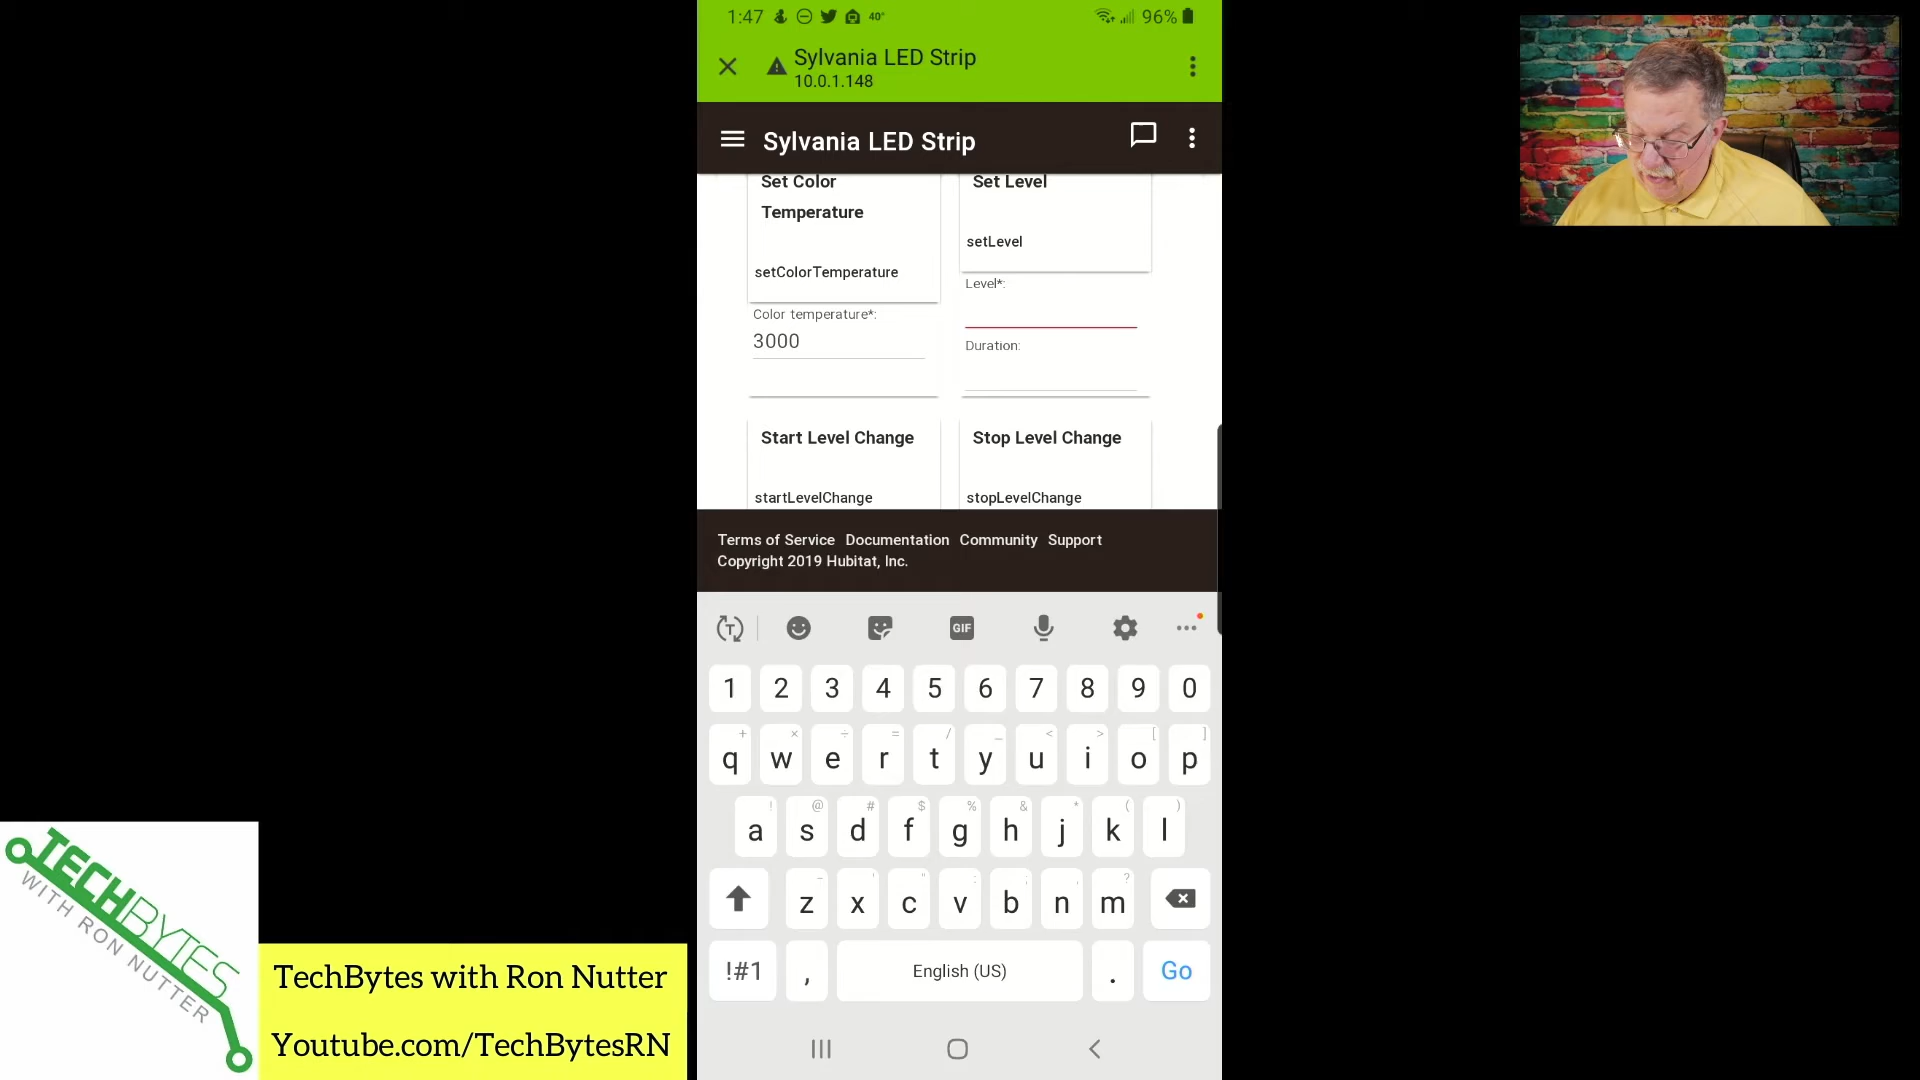 1:47 40° 96%
Sylvania LED Strip
10.0.1.148
Sylvania LED Strip
Set Color
Temperature
setColorTemperature
Color temperature*:
3000
Set Level
setLevel
Level*:
Duration:
Start Level Change
startLevelChange
Stop Level Change
stopLevelChange
Terms of Service Documentation Community Support
Copyright 2019 Hubitat, Inc.
T GIF ...
1 2 3 4 5 6 7 8 9 0
+ × ÷ = / _ < > [ ]
q w e r t y u i o p
! @ # $ % & * ( )
a s d f g h j k l
- ' " : ; , ?
z x c v b n m
!#1 , English (US) . Go
TECHBYTES
WITH RON NUTTER
TechBytes with Ron Nutter
Youtube.com/TechBytesRN